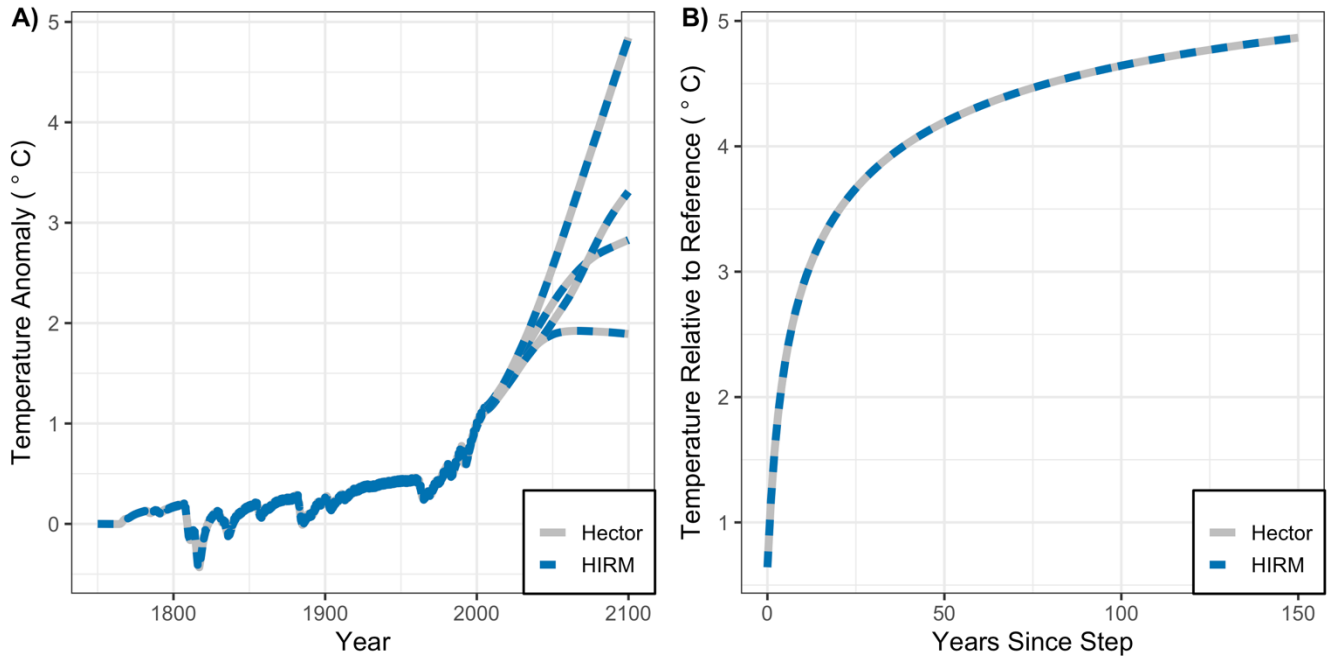 A)
Temperature Anomaly ( ° C)
5
4
3
2
1
0
1800
1900
2000
2100
Year
Hector
HIRM
B)
Temperature Relative to Reference ( ° C)
5
4
3
2
1
0
50
100
150
Years Since Step
Hector
HIRM